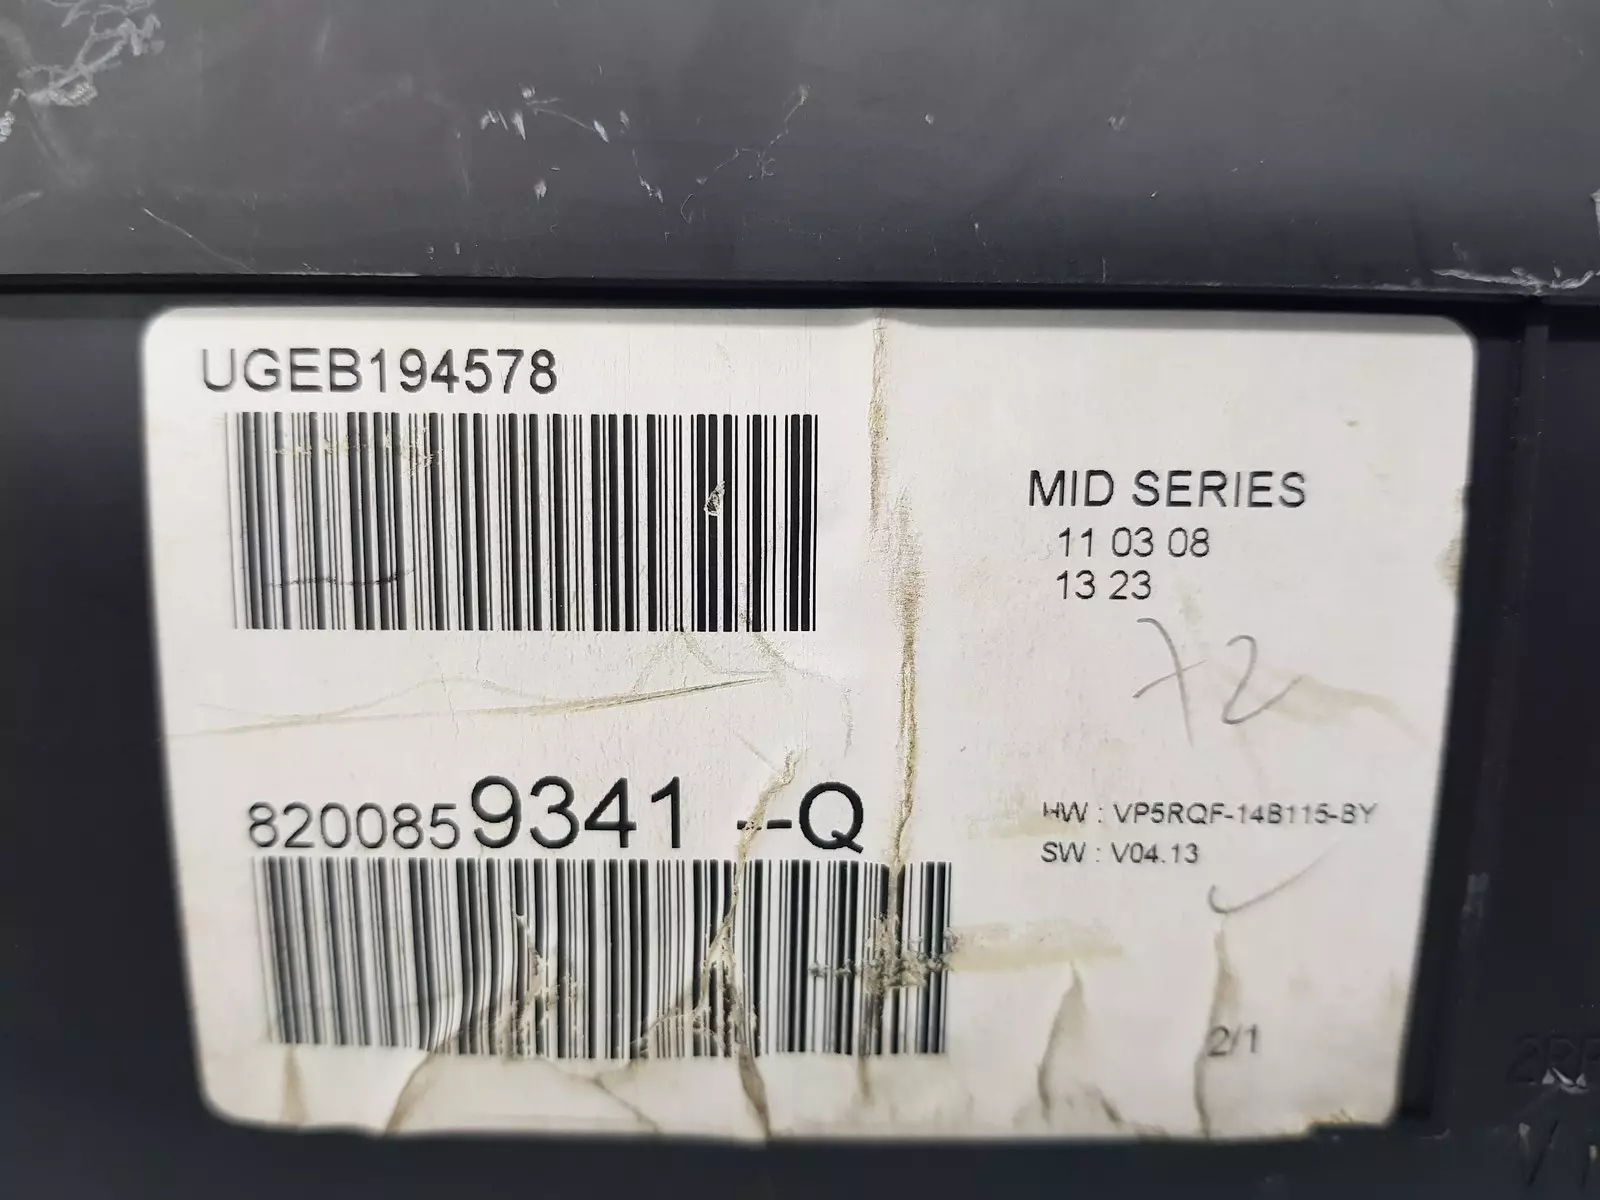 UGEB194578
MID SERIES
11 03 08
13 23
72
8200859341 --Q
HW : VP5RQF-14B115-BY
SW : V04.13
2/1